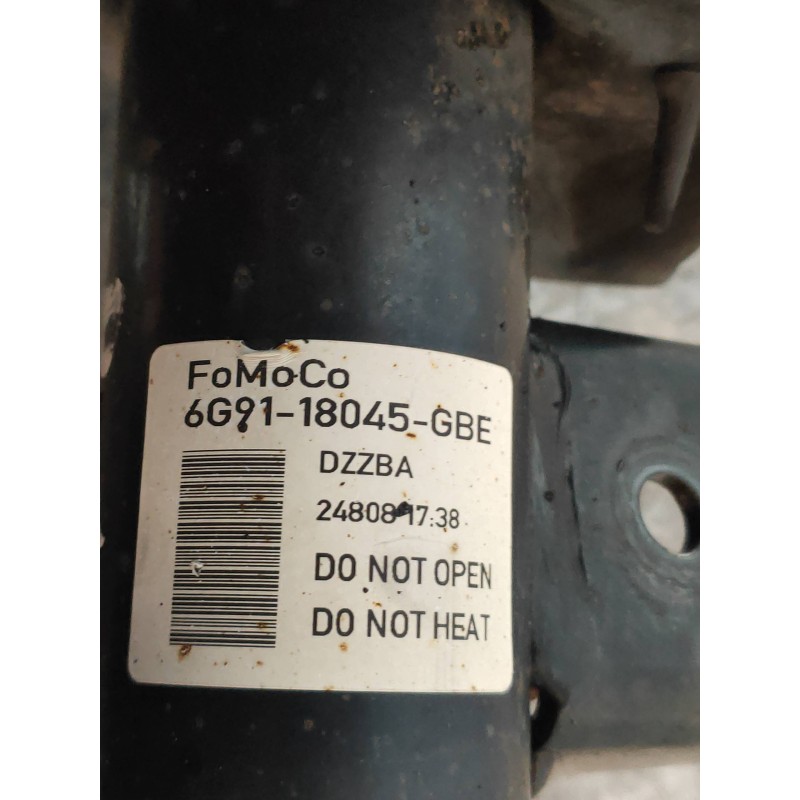 FoMoCo
6G91-18045-GBE
DZZBA
24808 17:38
DO NOT OPEN
DO NOT HEAT